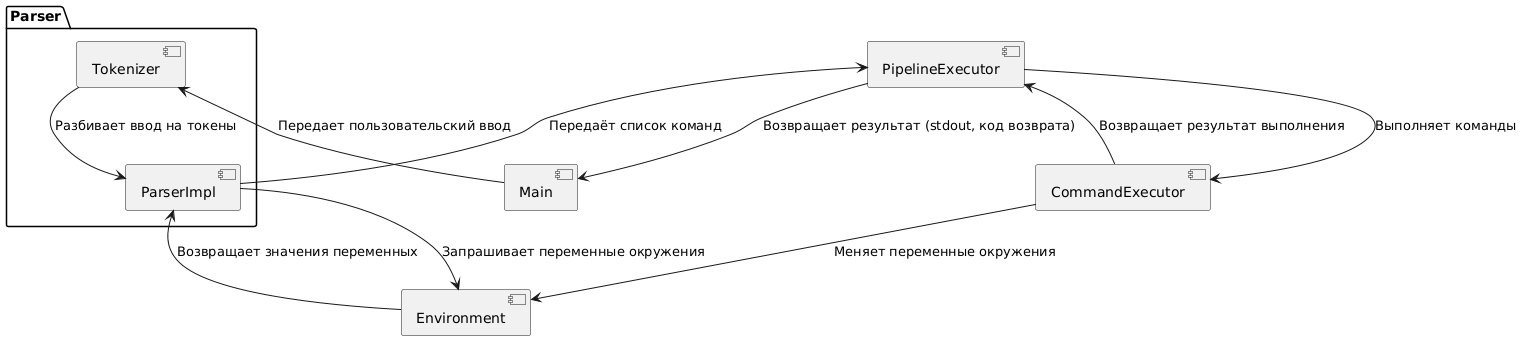 Parser
Tokenizer
PipelineExecutor
Разбивает ввод на токены
Передает пользовательский ввод
Передаёт список команд
Возвращает результат (stdout, код возврата)
Возвращает результат выполнения
Выполняет команды
ParserImpl
Main
CommandExecutor
Возвращает значения переменных
Запрашивает переменные окружения
Меняет переменные окружения
Environment